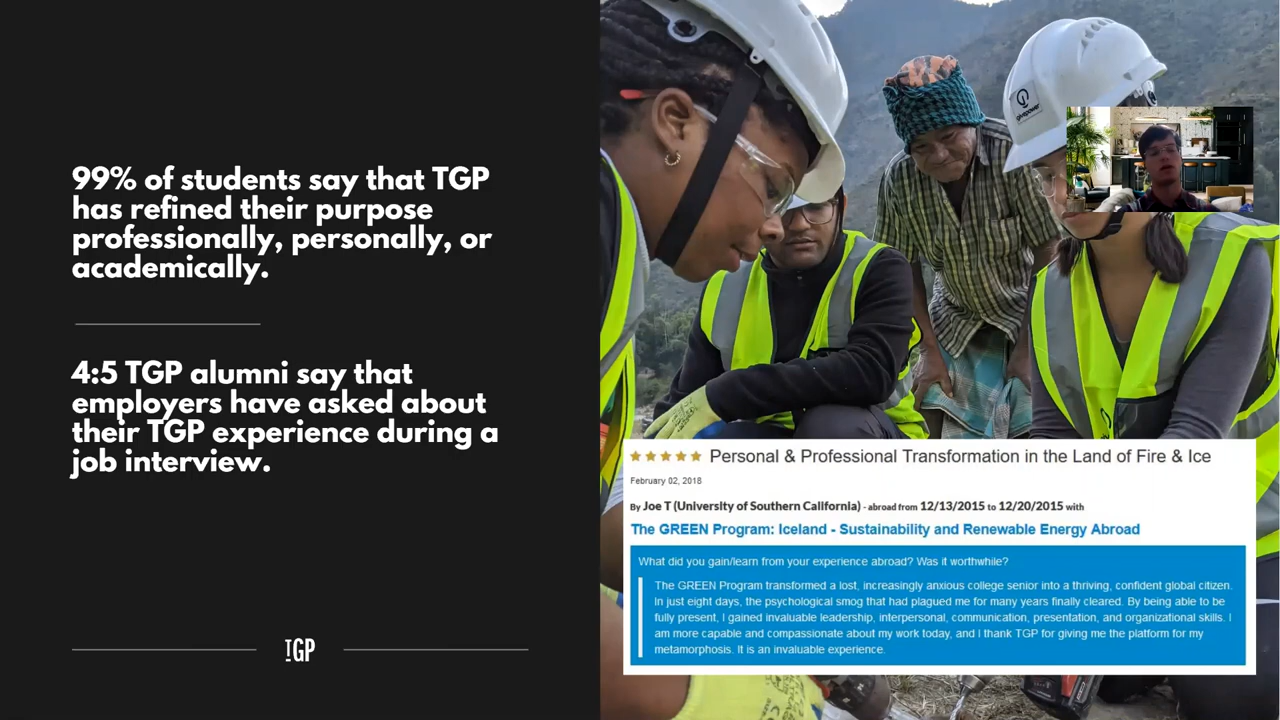 99% of students say that TGP
has refined their purpose
professionally, personally, or
academically.
4:5 TGP alumni say that
employers have asked about
their TGP experience during a
job interview.
TGP
givepower
Personal & Professional Transformation in the Land of Fire & Ice
February 02, 2018
By Joe T (University of Southern California) - abroad from 12/13/2015 to 12/20/2015 with
The GREEN Program: Iceland - Sustainability and Renewable Energy Abroad
What did you gain/learn from your experience abroad? Was it worthwhile?
The GREEN Program transformed a lost, increasingly anxious college senior into a thriving, confident global citizen.
In just eight days, the psychological smog that had plagued me for many years finally cleared. By being able to be
fully present, I gained invaluable leadership, interpersonal, communication, presentation, and organizational skills. I
am more capable and compassionate about my work today, and I thank TGP for giving me the platform for my
metamorphosis. It is an invaluable experience.